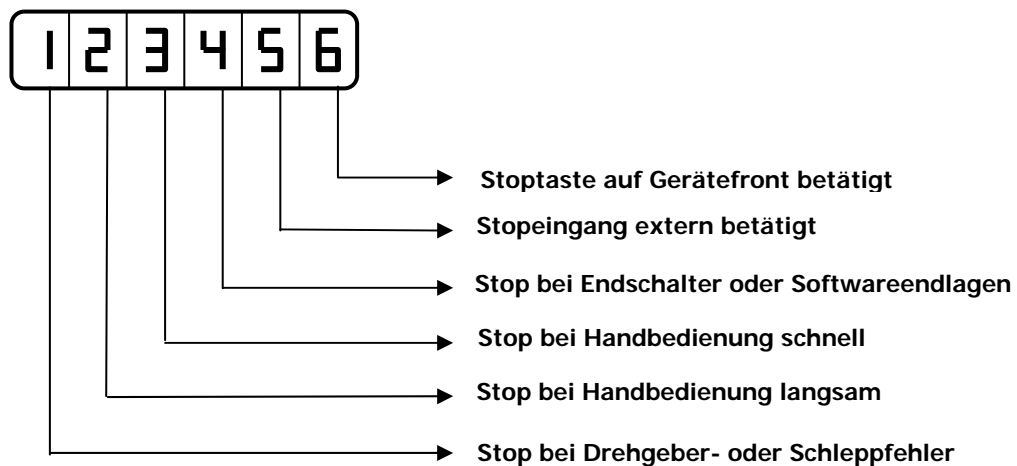 1 2 3 4 5 6
Stoptaste auf Gerätefront betätigt
Stopeingang extern betätigt
Stop bei Endschalter oder Softwareendlagen
Stop bei Handbedienung schnell
Stop bei Handbedienung langsam
Stop bei Drehgeber- oder Schleppfehler